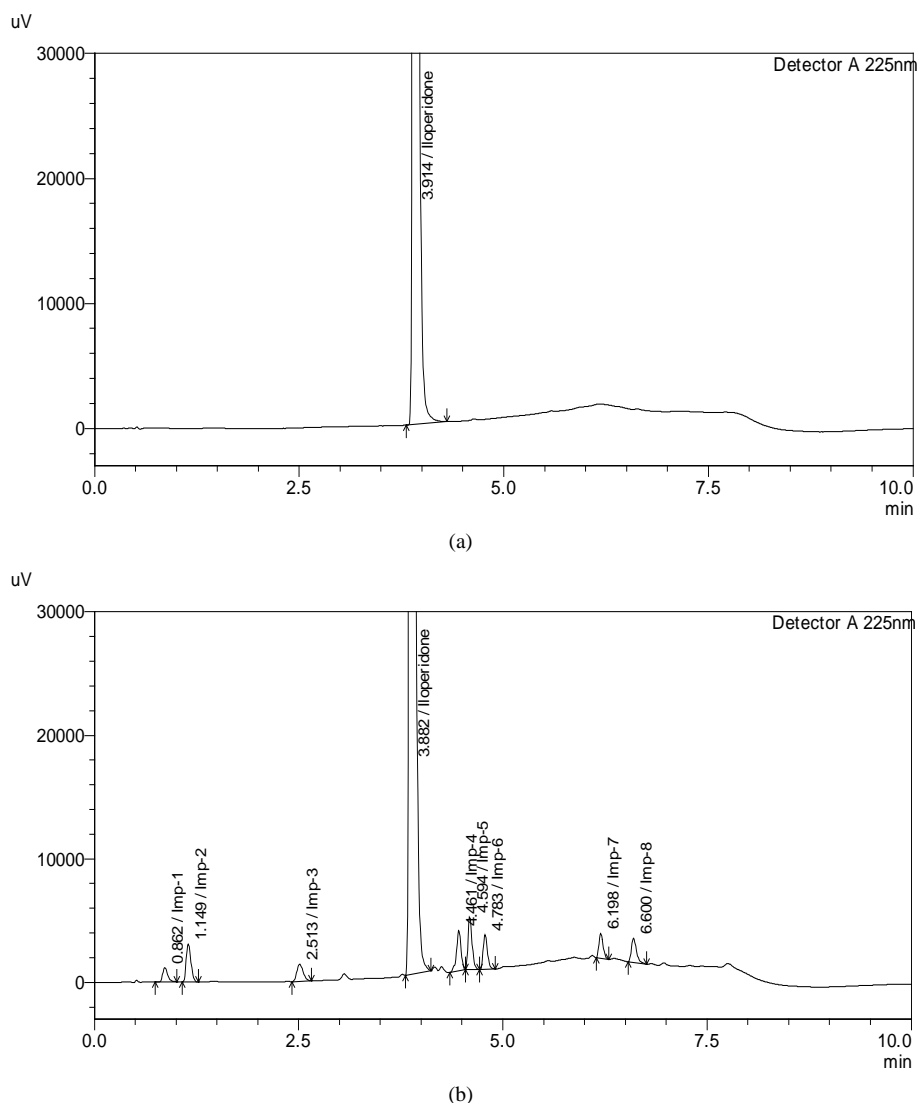 uV
30000
Detector A 225nm
3.914 / Iloperidone
20000
10000
0
0.0 2.5 5.0 7.5 10.0
min
(a)
uV
30000
Detector A 225nm
3.882 / Iloperidone
20000
10000
0.862 / Imp-1
1.149 / Imp-2
2.513 / Imp-3
4.461 / Imp-4
4.594 / Imp-5
4.783 / Imp-6
6.198 / Imp-7
6.600 / Imp-8
0
0.0 2.5 5.0 7.5 10.0
min
(b)